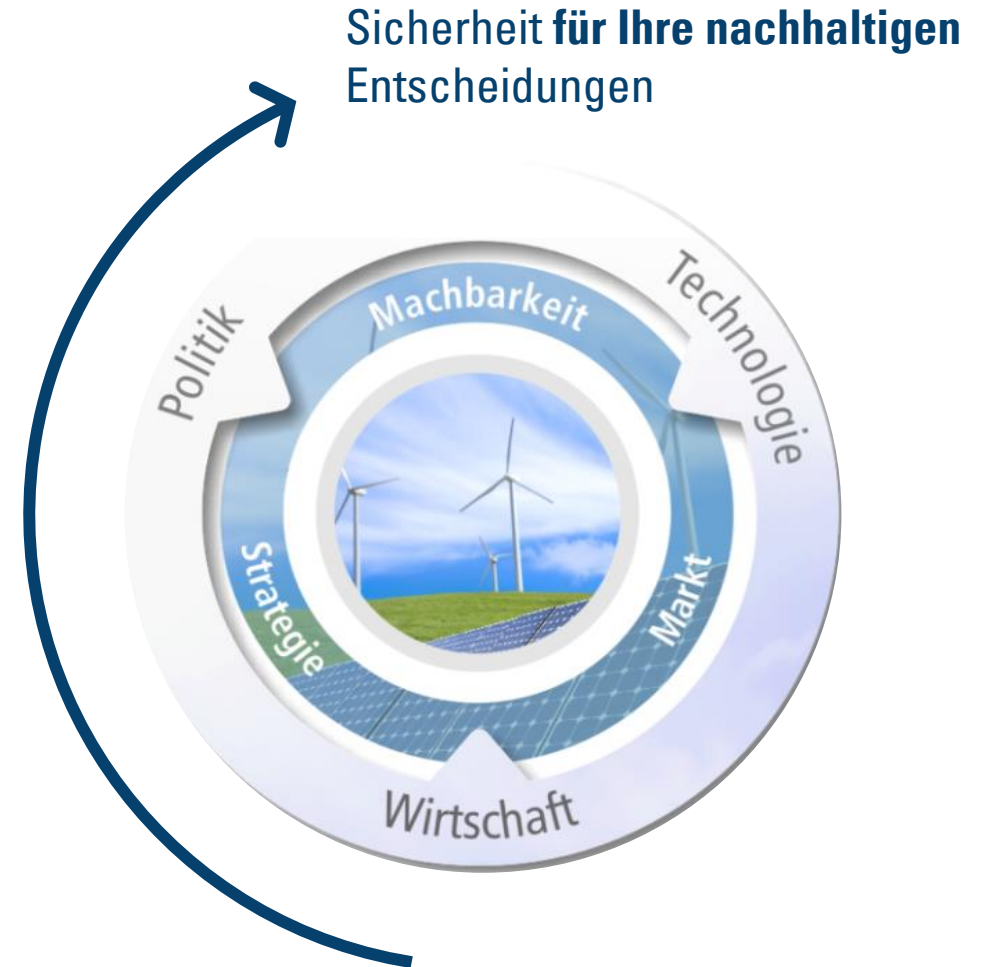 Sicherheit für Ihre nachhaltigen
Entscheidungen
Politik
Machbarkeit
Technologie
Strategie
Markt
Wirtschaft